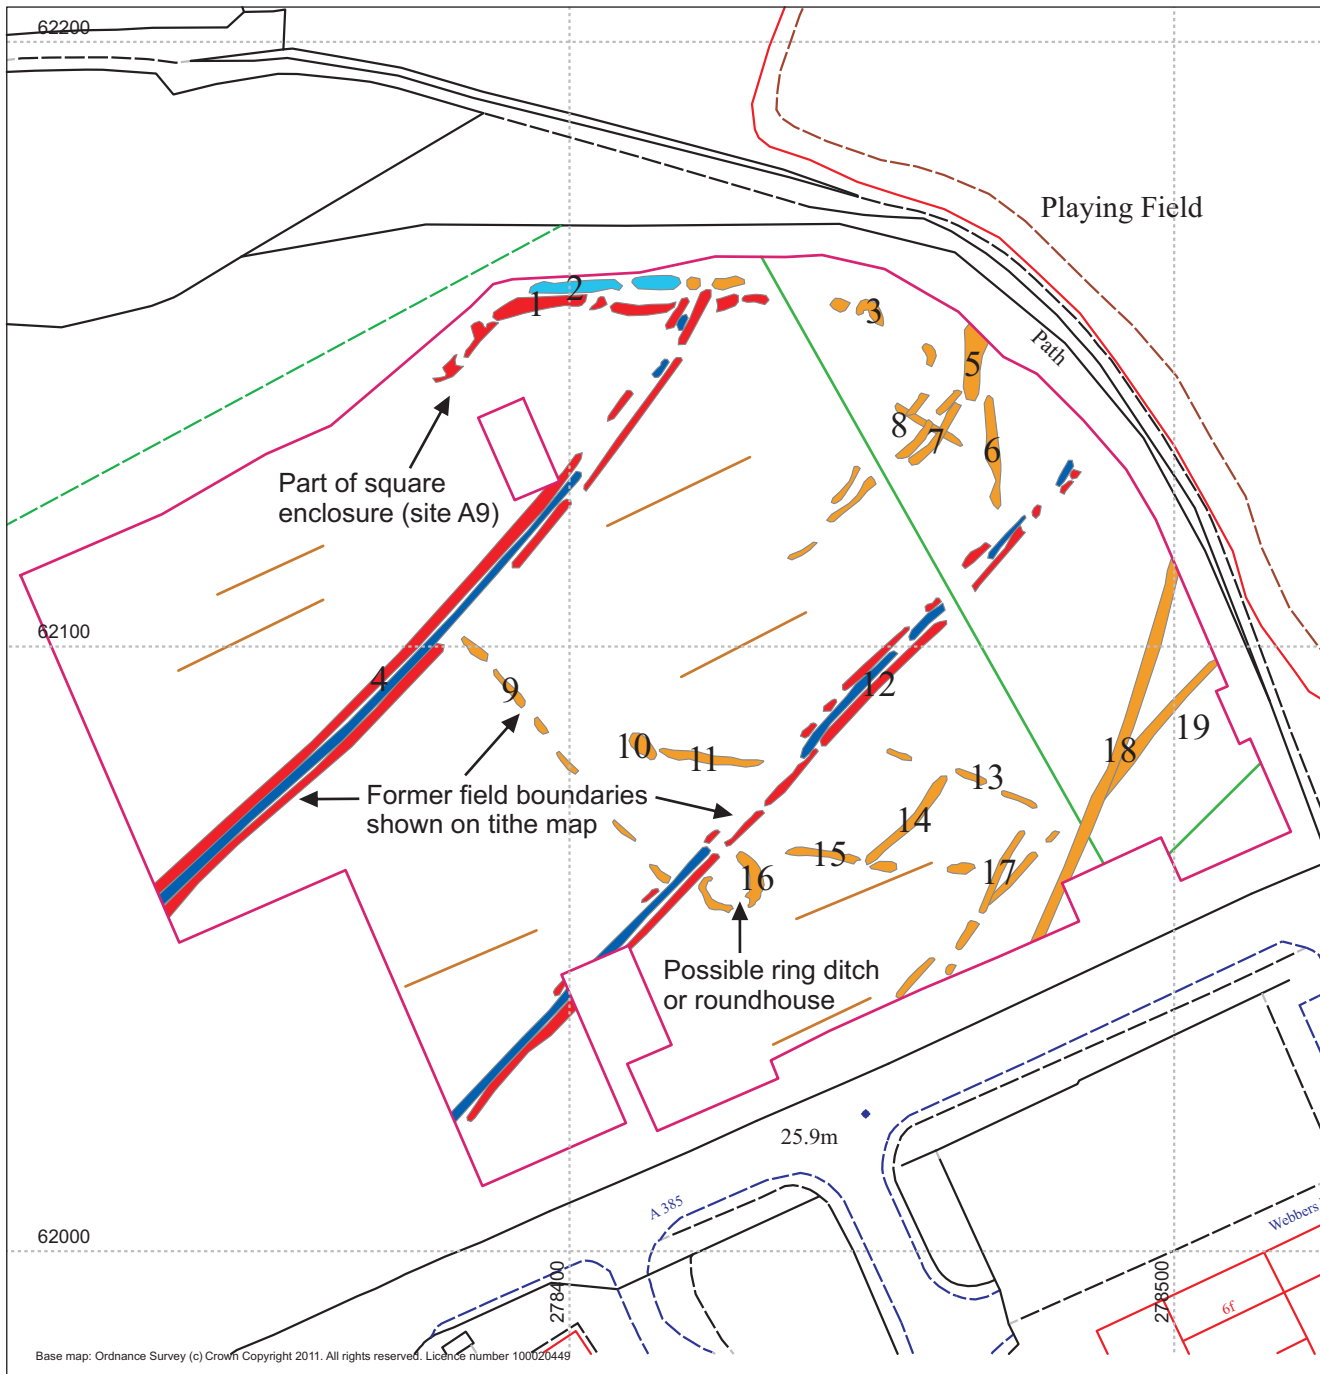 62200
Playing Field
2
1
3
Path
5
8
7
6
Part of square
enclosure (site A9)
62100
4
9
12
10
11
18
19
13
Former field boundaries
shown on tithe map
14
15
16
17
Possible ring ditch
or roundhouse
25.9m
A 385
Webbers
62000
278400
278500
6f
Base map: Ordnance Survey (c) Crown Copyright 2011. All rights reserved. Licence number 100020449